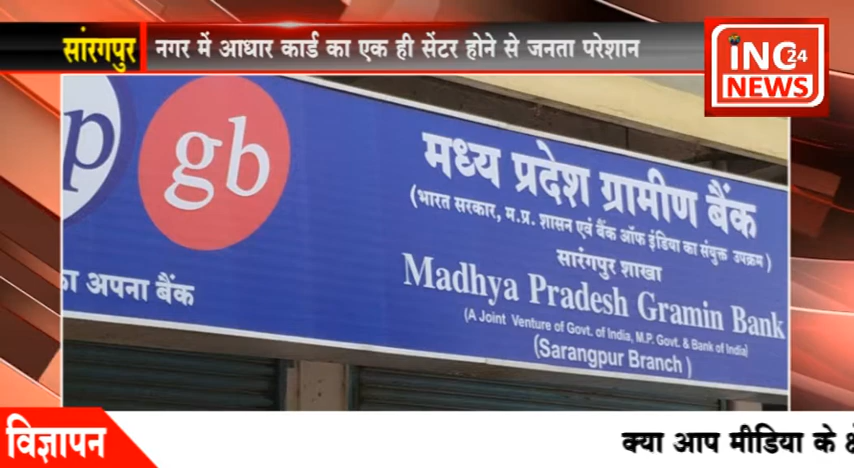 सांरगपुर
नगर में आधार कार्ड का एक ही सेंटर होने से जनता परेशान
ING 24
NEWS
p
gb
मध्य प्रदेश ग्रामीण बैंक
(भारत सरकार, म.प्र. शासन एवं बैंक ऑफ इंडिया का संयुक्त उपक्रम)
सारंगपुर शाखा
अपना बैंक
Madhya Pradesh Gramin Bank
(A Joint Venture of Govt. of India, M.P. Govt. & Bank of India)
(Sarangpur Branch)
विज्ञापन
क्या आप मीडिया के